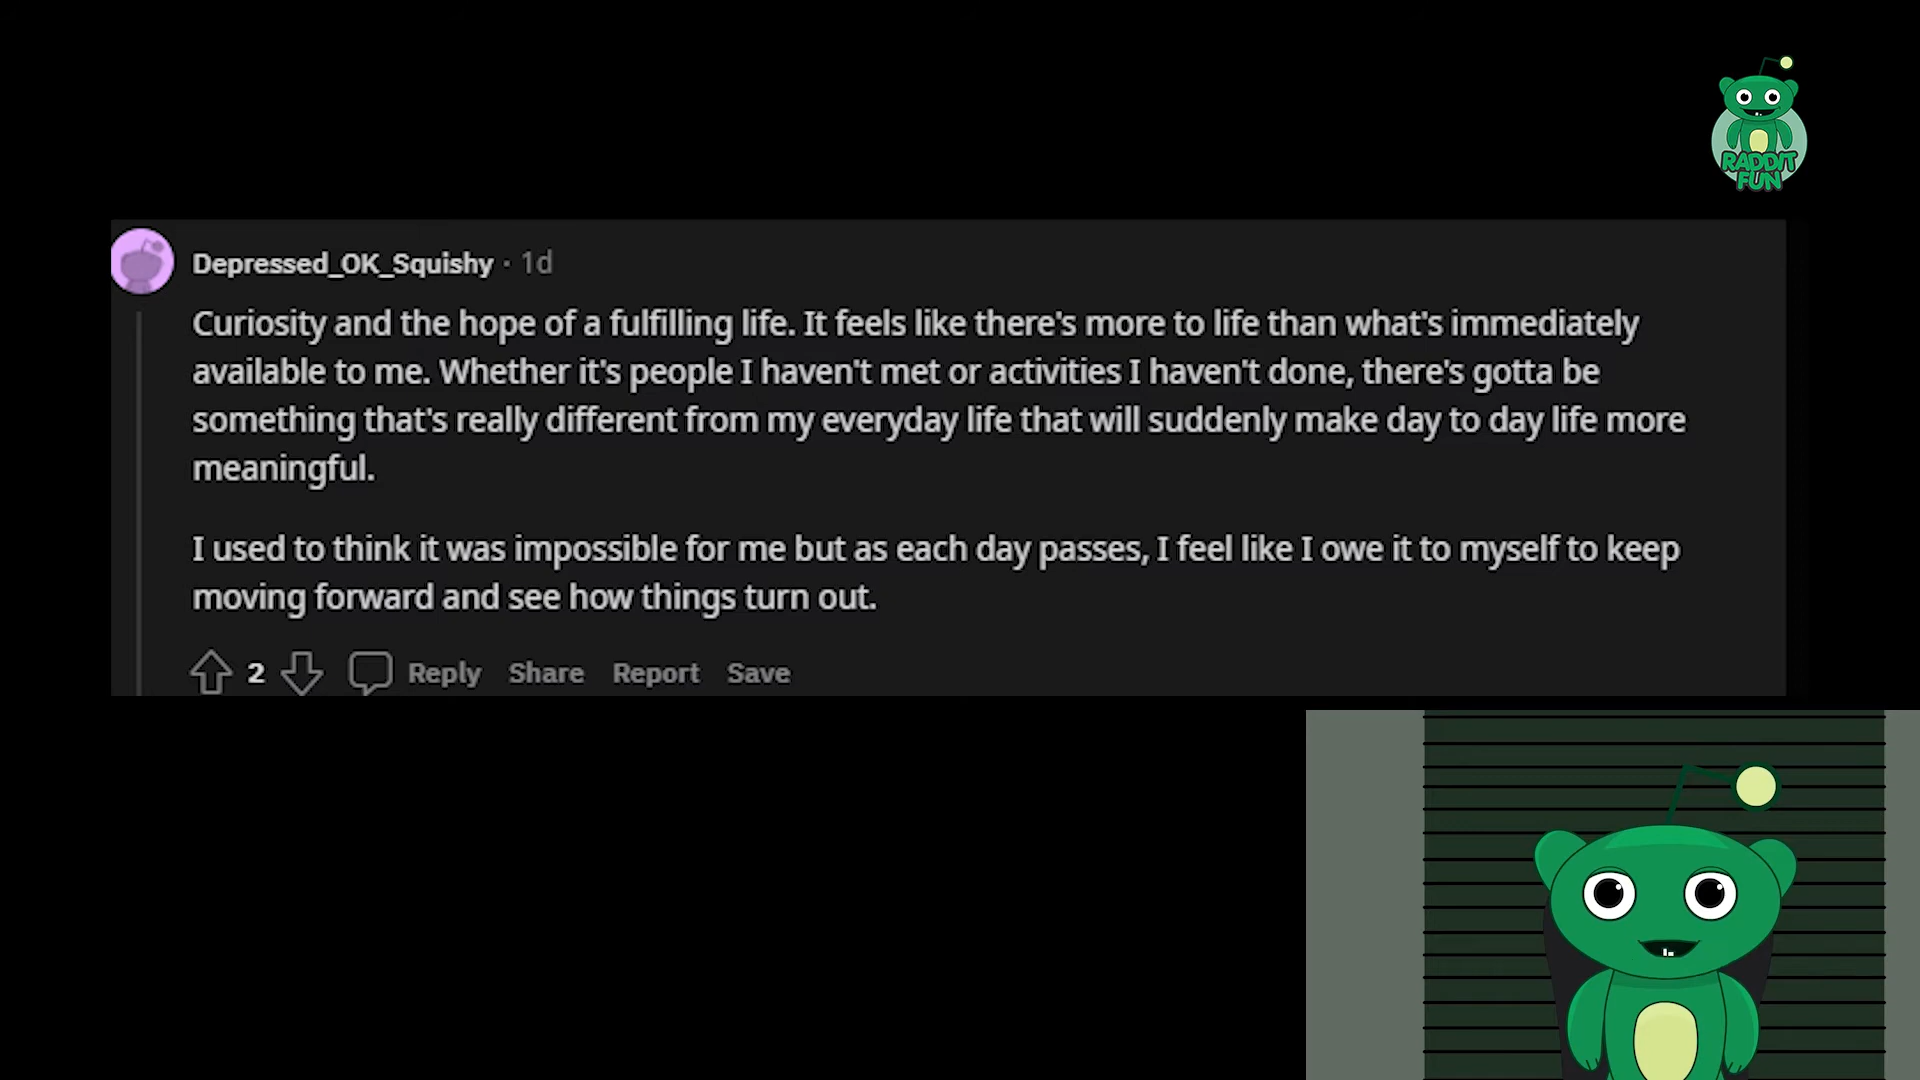 RADDIT
FUN
Depressed_OK_Squishy · 1d
Curiosity and the hope of a fulfilling life. It feels like there's more to life than what's immediately
available to me. Whether it's people I haven't met or activities I haven't done, there's gotta be
something that's really different from my everyday life that will suddenly make day to day life more
meaningful.
I used to think it was impossible for me but as each day passes, I feel like I owe it to myself to keep
moving forward and see how things turn out.
2 Reply Share Report Save